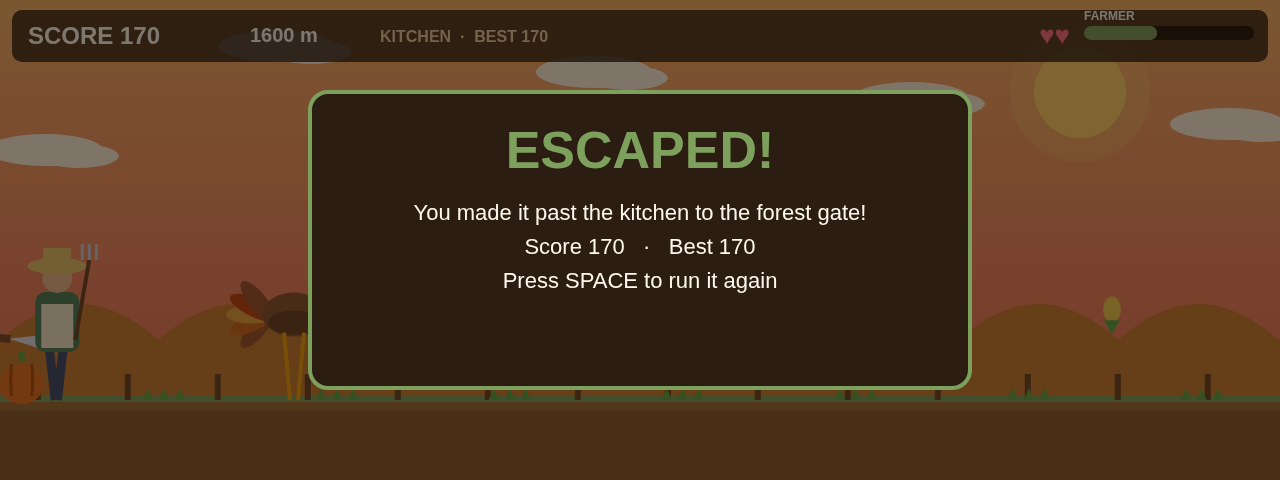 SCORE 170
1600 m
KITCHEN · BEST 170
♥♥
FARMER
ESCAPED!
You made it past the kitchen to the forest gate!
Score 170 · Best 170
Press SPACE to run it again